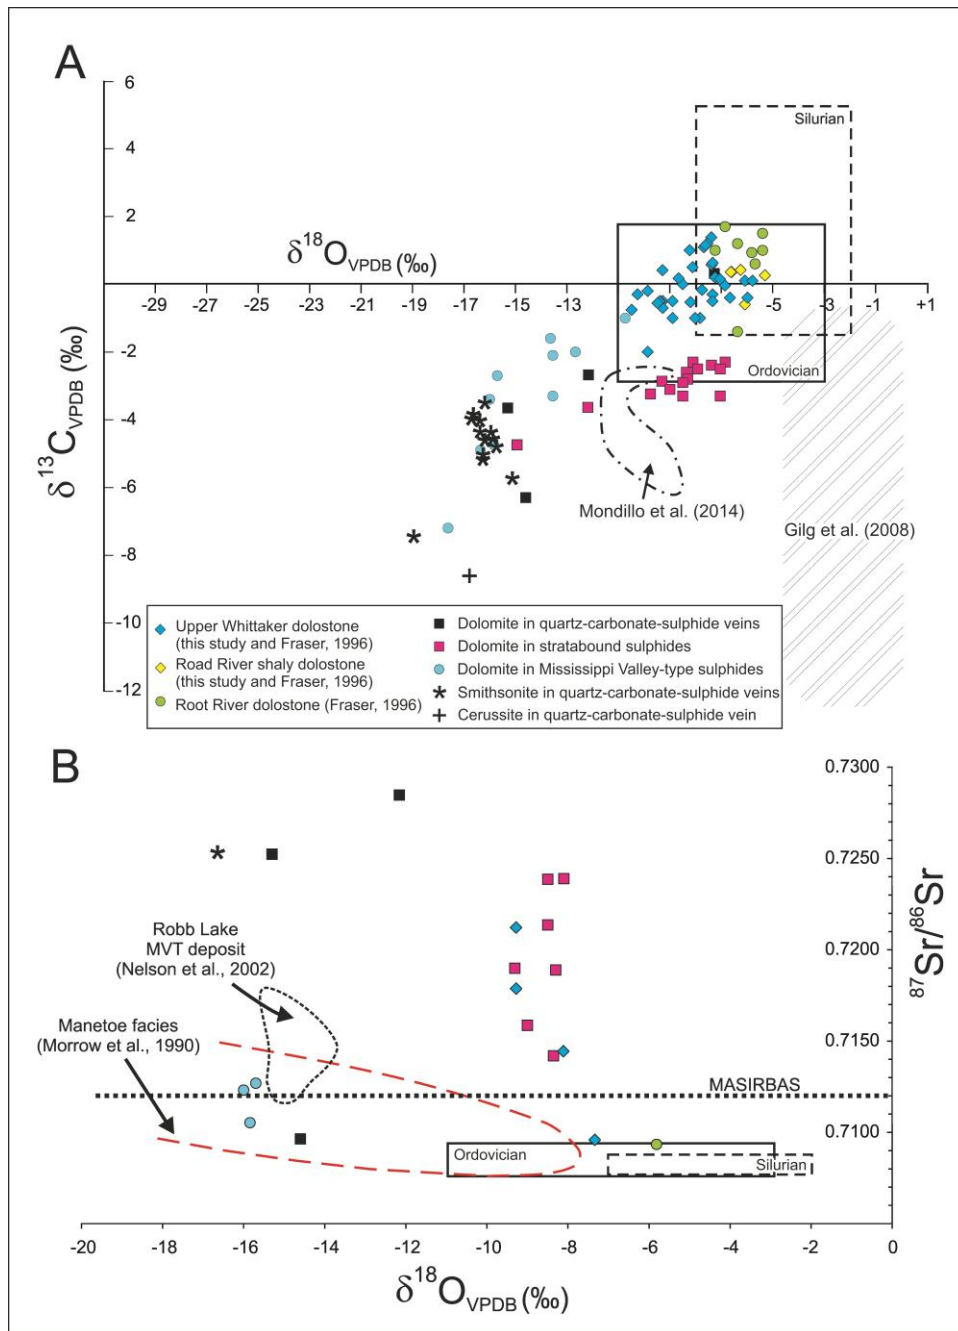 A
6
4
2
Silurian
δ18OVPDB (‰)
-29 -27 -25 -23 -21 -19 -17 -15 -13 -11 -9 -7 -5 -3 -1 +1
-2
-4
-6
-8
-10
-12
δ13CVPDB (‰)
Ordovician
Mondillo et al. (2014)
Gilg et al. (2008)
Upper Whittaker dolostone
(this study and Fraser, 1996)
Road River shaly dolostone
(this study and Fraser, 1996)
Root River dolostone (Fraser, 1996)
Dolomite in quartz-carbonate-sulphide veins
Dolomite in stratabound sulphides
Dolomite in Mississippi Valley-type sulphides
Smithsonite in quartz-carbonate-sulphide veins
Cerussite in quartz-carbonate-sulphide vein
B
0.7300
0.7250
0.7200
0.7150
0.7100
87Sr/86Sr
Robb Lake
MVT deposit
(Nelson et al., 2002)
Manetoe facies
(Morrow et al., 1990)
MASIRBAS
Ordovician
Silurian
-20 -18 -16 -14 -12 -10 -8 -6 -4 -2 0
δ18OVPDB (‰)